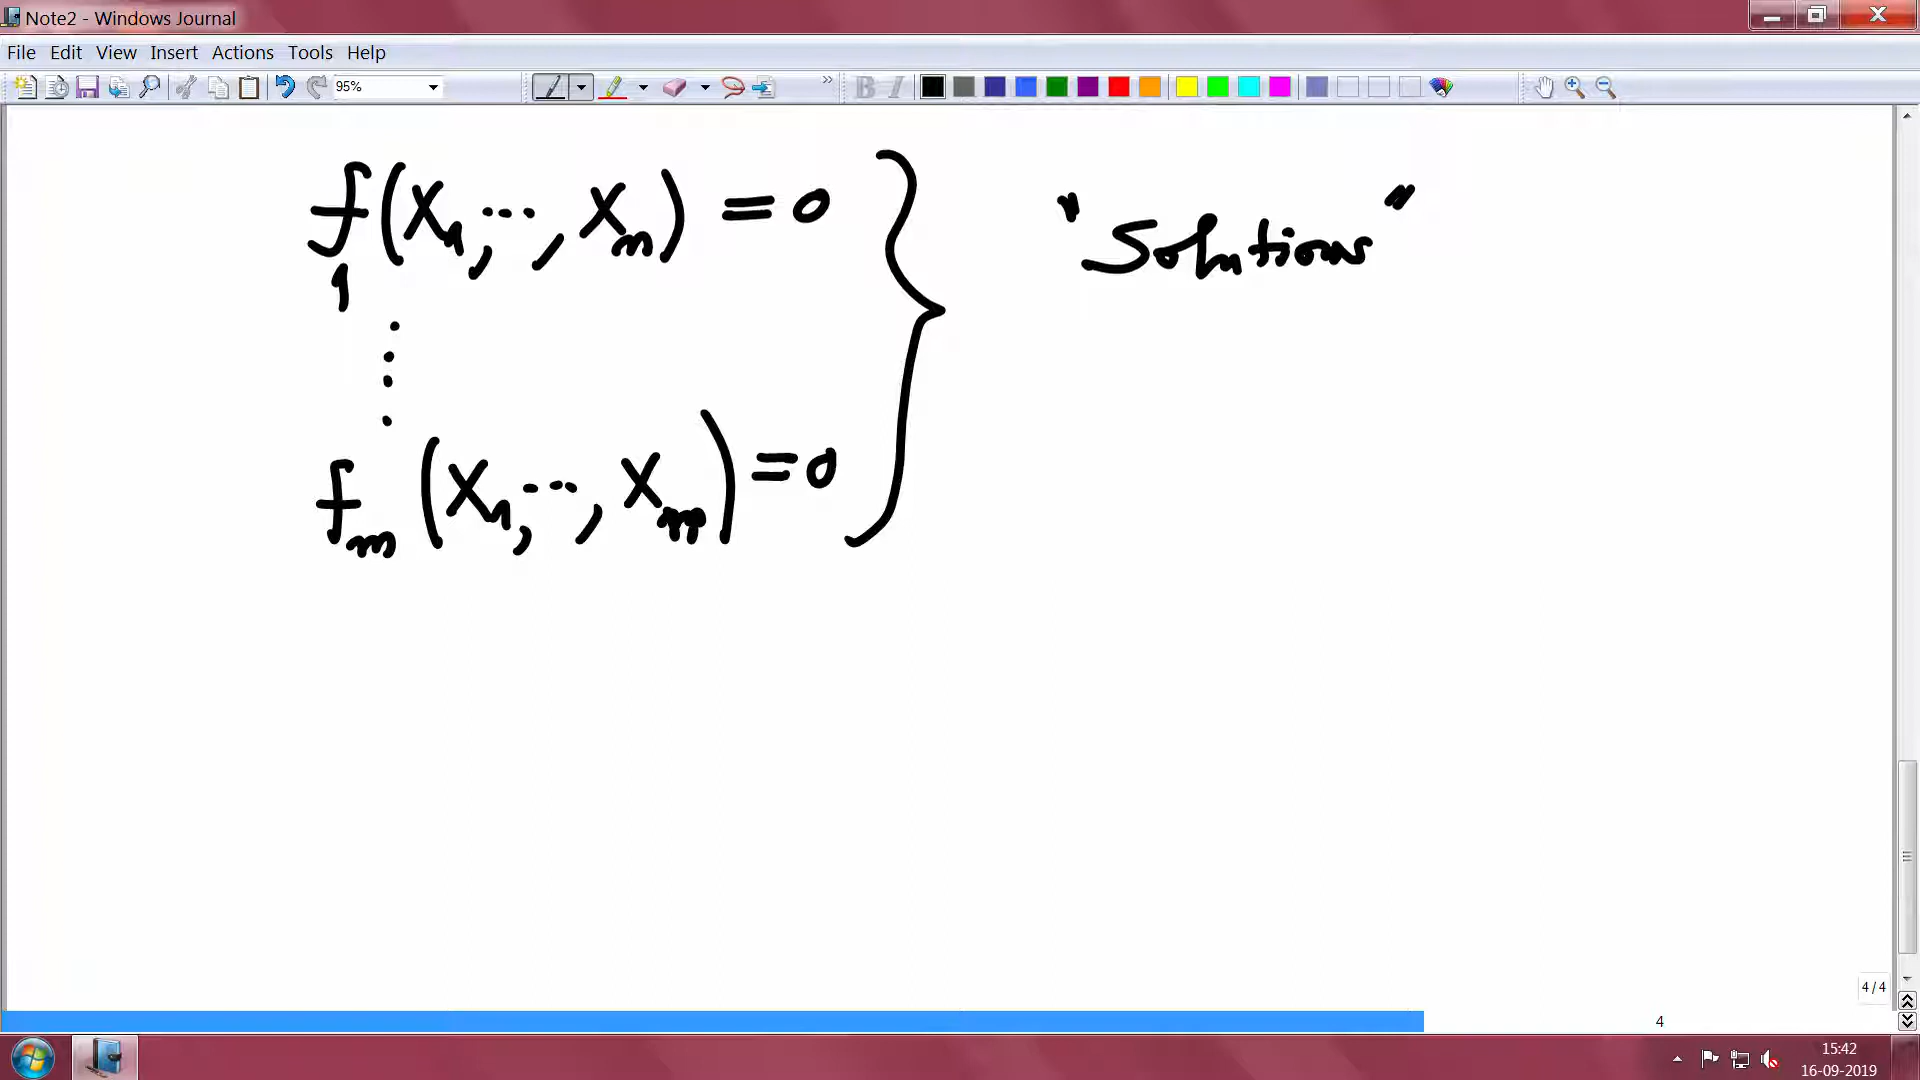 Note2 - Windows Journal
File Edit View Insert Actions Tools Help
95%
f₁(X₁,⋯,Xₙ) = 0
"Solutions"
⋮
fₘ(X₁,⋯,Xₙ) = 0
4/4
4
15:42
16-09-2019